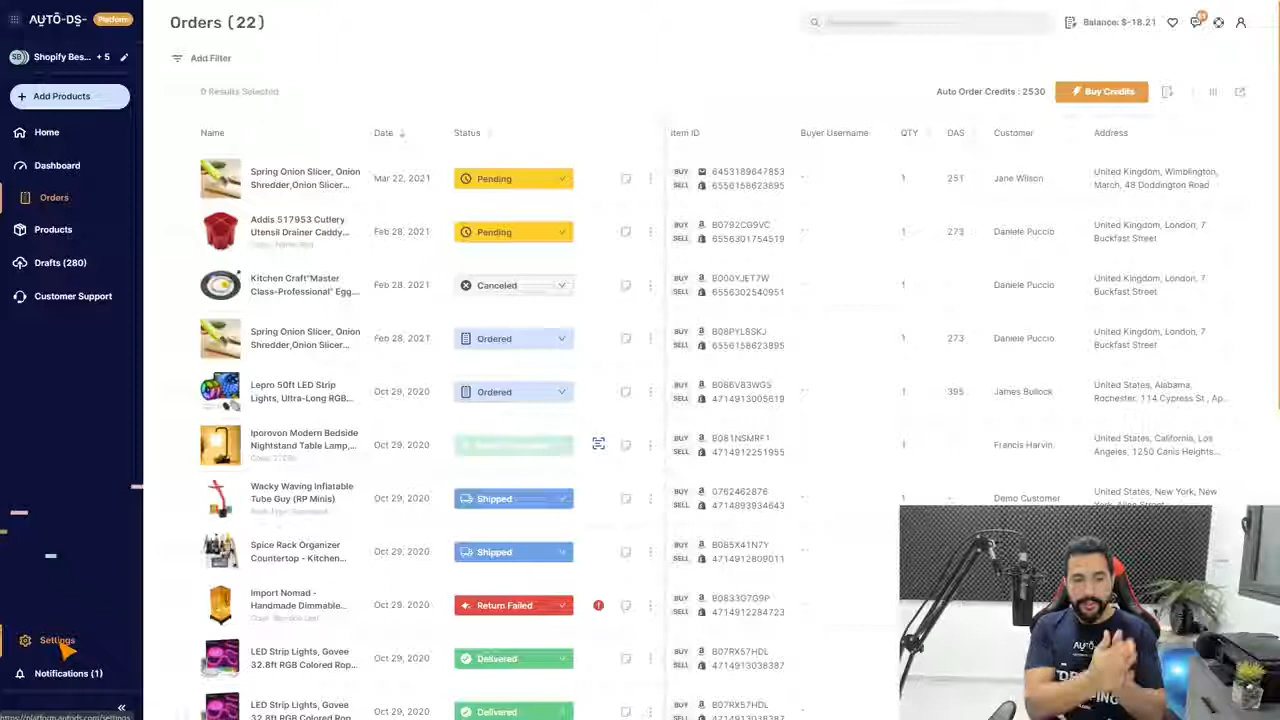 AUTO-DS-
Platform
Orders (22)
Balance: $-18.21
Shopify Bes... + 5
Add Filter
Add Products
0 Results Selected
Auto Order Credits : 2530
Buy Credits
Home
Dashboard
Orders
Products
Drafts (280)
Customer Support
Settings
Notifications (1)
https://platform.autods.com/settings
Name
Date
Status
Item ID
Buyer Username
QTY
DAS
Customer
Address
Spring Onion Slicer, Onion
Shredder,Onion Slicer...
Mar 22, 2021
Pending
BUY 6453189647853
SELL 6556158623895
1
251
Jane Wilson
United Kingdom, Wimblington,
March, 48 Doddington Road
Addis 517953 Cutlery
Utensil Drainer Caddy...
Feb 28, 2021
Pending
BUY B0792CG9VC
SELL 6556301754519
1
273
Daniele Puccio
United Kingdom, London, 7
Buckfast Street
Kitchen Craft"Master
Class-Professional" Egg...
Feb 28, 2021
Canceled
BUY B000YJET7W
SELL 6556302540951
Daniele Puccio
United Kingdom, London, 7
Buckfast Street
Spring Onion Slicer, Onion
Shredder,Onion Slicer...
Feb 28, 2021
Ordered
BUY B08PYL8SKJ
SELL 6556158623895
1
273
Daniele Puccio
United Kingdom, London, 7
Buckfast Street
Lepro 50ft LED Strip
Lights, Ultra-Long RGB...
Oct 29, 2020
Ordered
BUY B086V83WGS
SELL 4714913005619
1
395
James Bullock
United States, Alabama,
Rochester, 114 Cypress St , Ap...
Iporovon Modern Bedside
Nightstand Table Lamp,...
Oct 29, 2020
BUY B081NSMRF1
SELL 4714912251955
Francis Harvin
United States, California, Los
Angeles, 1250 Canis Heights...
Wacky Waving Inflatable
Tube Guy (RP Minis)
Oct 29, 2020
Shipped
BUY 0762462876
SELL 4714893934643
Demo Customer
United States, New York, New
Spice Rack Organizer
Countertop - Kitchen...
Oct 29, 2020
Shipped
BUY B085X41N7Y
SELL 4714912809011
Import Nomad -
Handmade Dimmable...
Oct 29, 2020
Return Failed
BUY B0833G7G9P
SELL 4714912284723
LED Strip Lights, Govee
32.8ft RGB Colored Rop...
Oct 29, 2020
Delivered
BUY B07RX57HDL
SELL 4714913038387
LED Strip Lights, Govee
32.8ft RGB Colored Rop...
Oct 29, 2020
Delivered
BUY B07RX57HDL
SELL 4714913038387